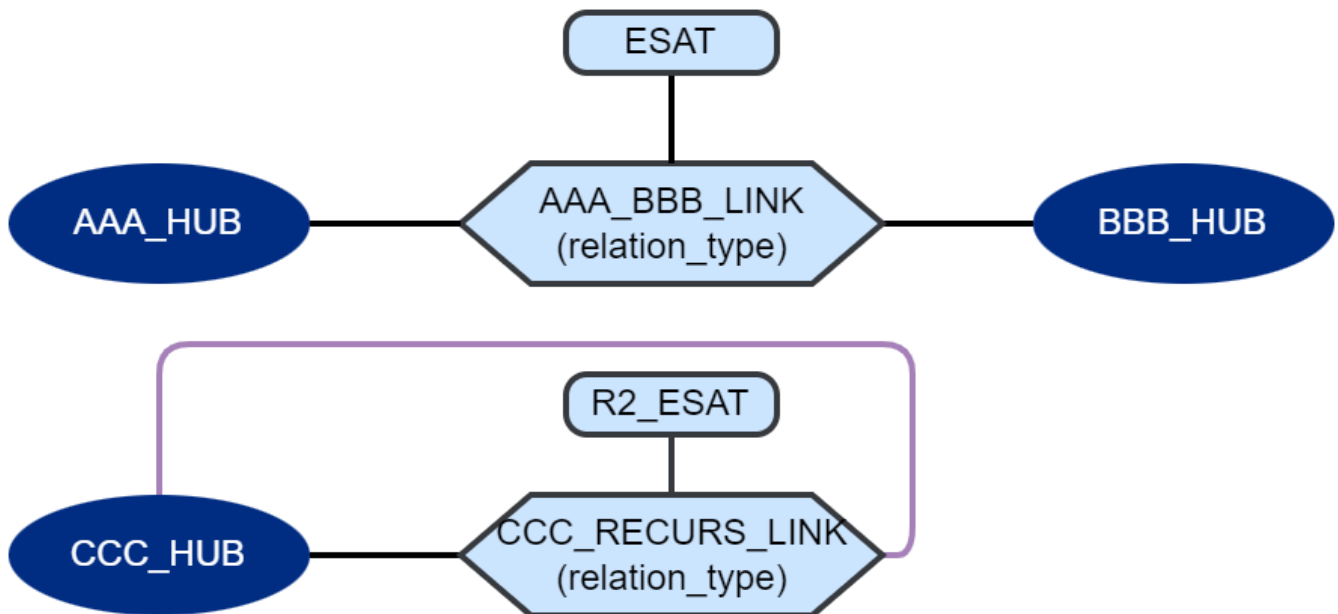 ESAT
AAA_HUB
AAA_BBB_LINK
(relation_type)
BBB_HUB
R2_ESAT
CCC_HUB
CCC_RECURS_LINK
(relation_type)